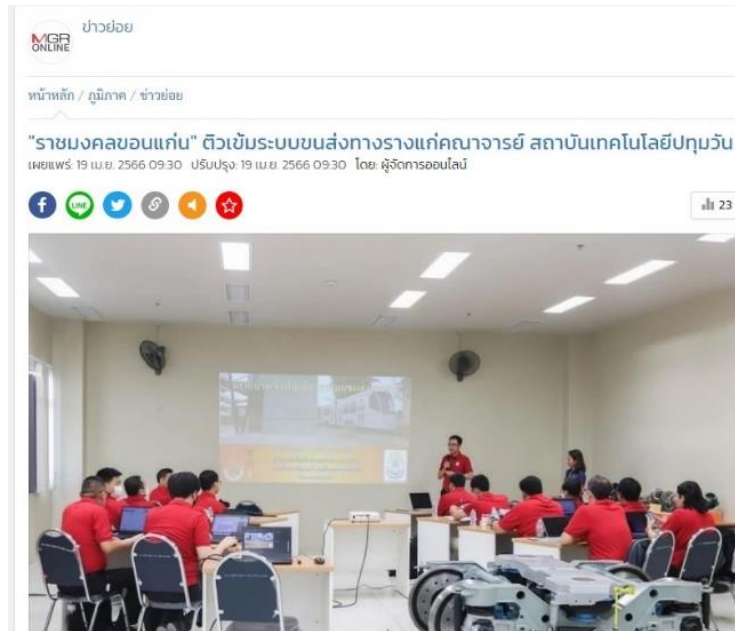 MGR
ONLINE
ข่าวย่อย
หน้าหลัก / ภูมิภาค / ข่าวย่อย
"ราชมงคลขอนแก่น" ติวเข้มระบบขนส่งทางรางแก่คณาจารย์ สถาบันเทคโนโลยีปทุมวัน
เผยแพร่: 19 เม.ย. 2566 09:30 ปรับปรุง: 19 เม.ย. 2566 09:30 โดย: ผู้จัดการออนไลน์
LINE
23